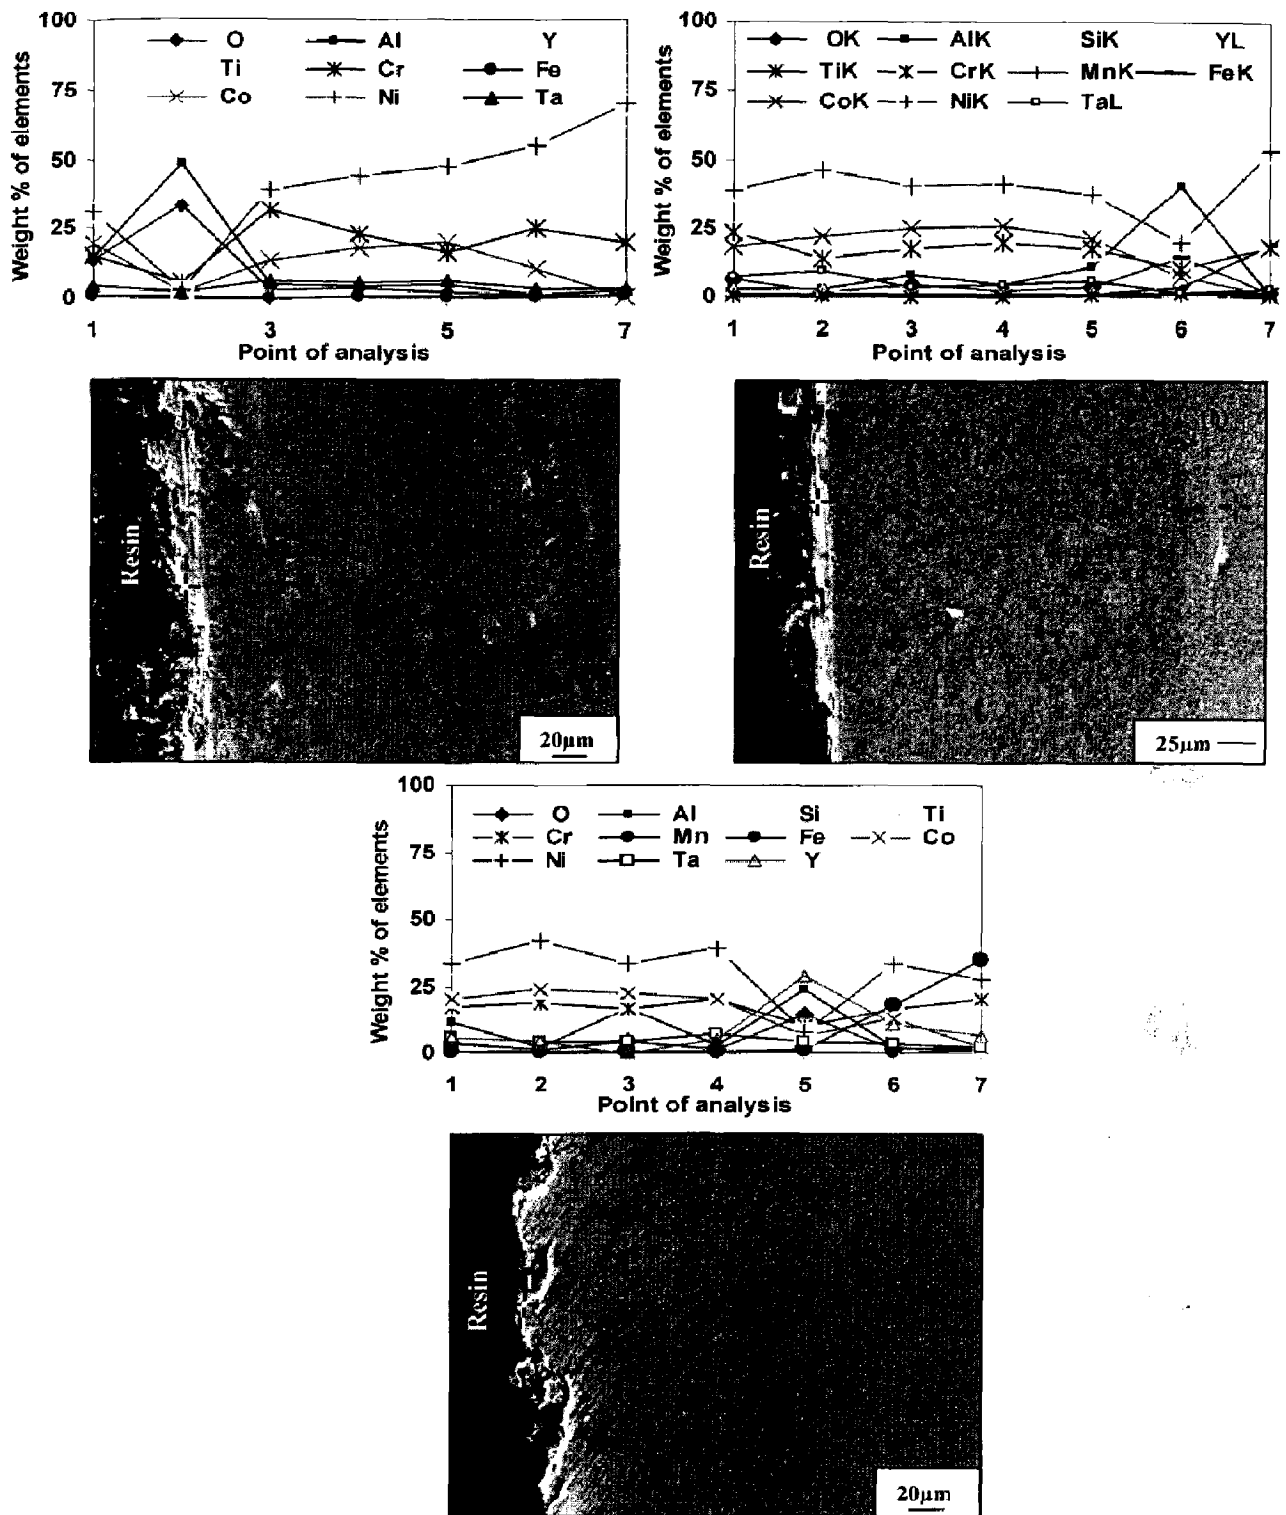 100
75
50
25
0
Weight % of elements
O Al Y
Ti Cr Fe
Co Ni Ta
1 3 5 7
Point of analysis
100
75
50
25
0
Weight % of elements
OK AlK SiK YL
TiK CrK MnK FeK
CoK NiK TaL
1 2 3 4 5 6 7
Point of analysis
Resin
20µm
Resin
25µm
100
75
50
25
0
Weight % of elements
O Al Si Ti
Cr Mn Fe Co
Ni Ta Y
1 2 3 4 5 6 7
Point of analysis
Resin
20µm